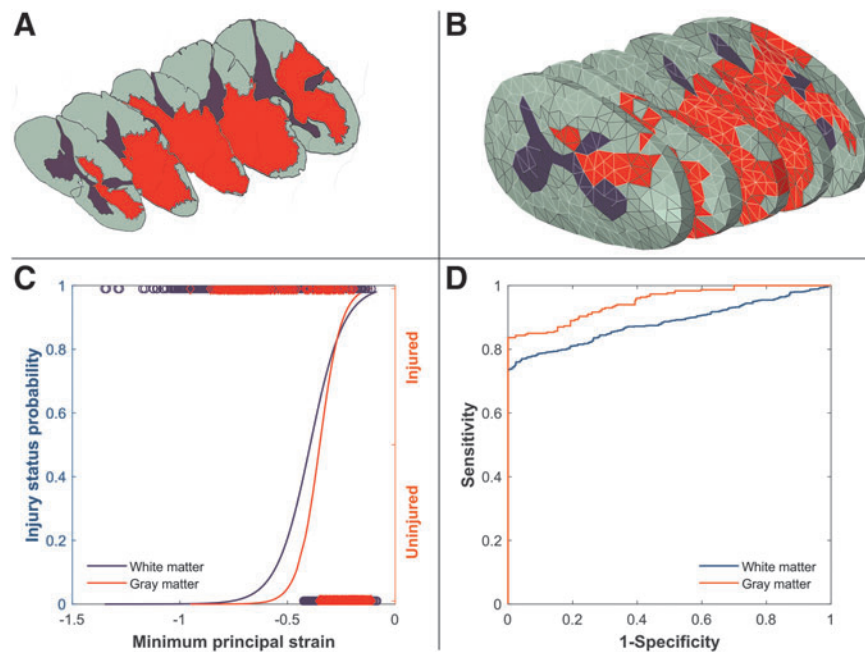 A
B
C
1
0.8
0.6
0.4
0.2
0
Injury status probability
Injured
Uninjured
White matter
Gray matter
-1.5
-1
-0.5
0
Minimum principal strain
D
1
0.8
0.6
0.4
0.2
0
Sensitivity
White matter
Gray matter
0
0.2
0.4
0.6
0.8
1
1-Specificity